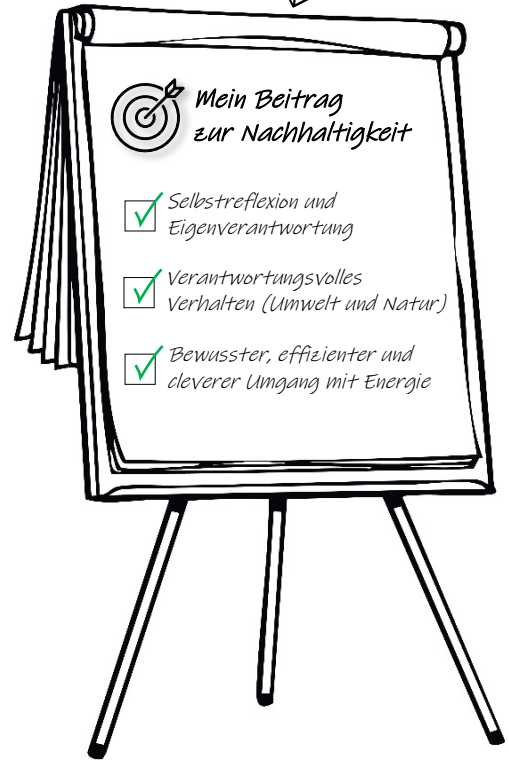 Mein Beitrag
zur Nachhaltigkeit
Selbstreflexion und
Eigenverantwortung
Verantwortungsvolles
Verhalten (Umwelt und Natur)
Bewusster, effizienter und
cleverer Umgang mit Energie